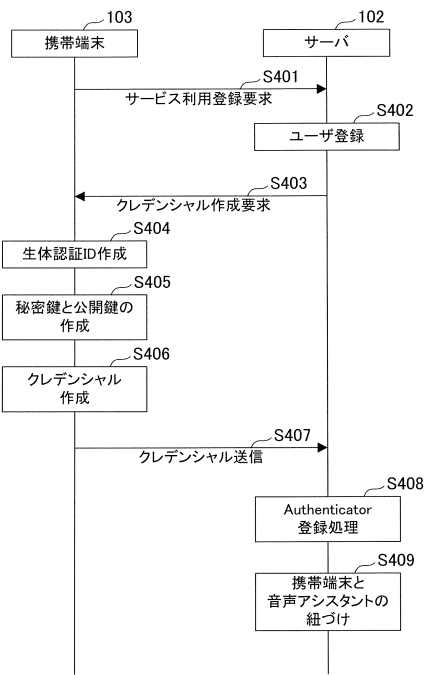 103
102
携帯端末
サーバ
S401
サービス利用登録要求
S402
ユーザ登録
S403
クレデンシャル作成要求
S404
生体認証ID作成
S405
秘密鍵と公開鍵の
作成
S406
クレデンシャル
作成
S407
クレデンシャル送信
S408
Authenticator
登録処理
S409
携帯端末と
音声アシスタントの
紐づけ